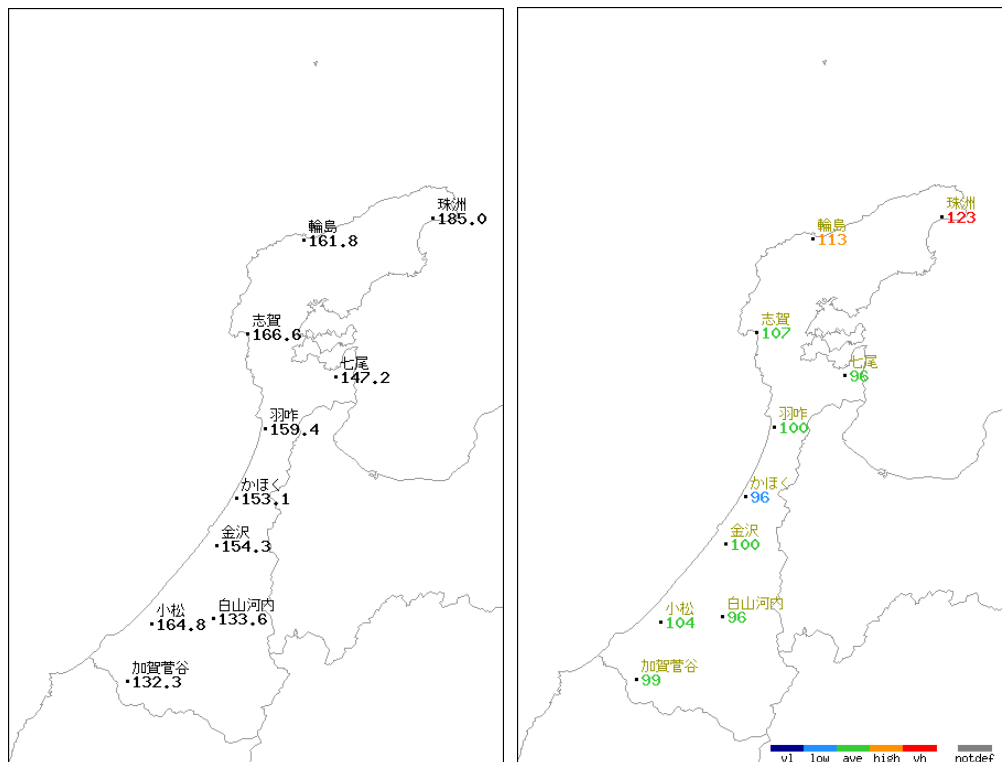 珠洲
185.0
輪島
161.8
志賀
166.6
七尾
147.2
羽咋
159.4
かほく
153.1
金沢
154.3
白山河内
133.6
小松
164.8
加賀菅谷
132.3
珠洲
123
輪島
113
志賀
107
七尾
96
羽咋
100
かほく
96
金沢
100
白山河内
96
小松
104
加賀菅谷
99
vl low ave high vh notdef